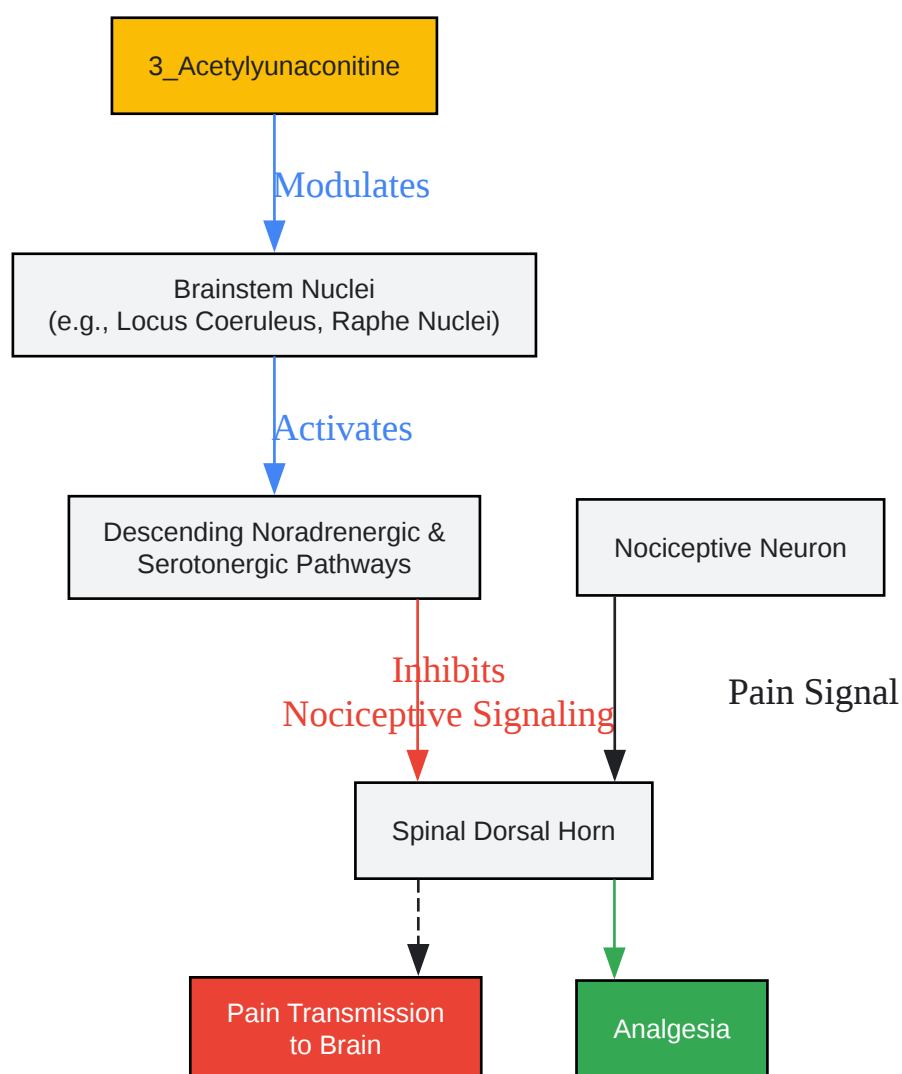 3_Acetylyunaconitine
Modulates
Brainstem Nuclei
(e.g., Locus Coeruleus, Raphe Nuclei)
Activates
Descending Noradrenergic &
Serotonergic Pathways
Nociceptive Neuron
Inhibits
Nociceptive Signaling
Pain Signal
Spinal Dorsal Horn
Pain Transmission
to Brain
Analgesia